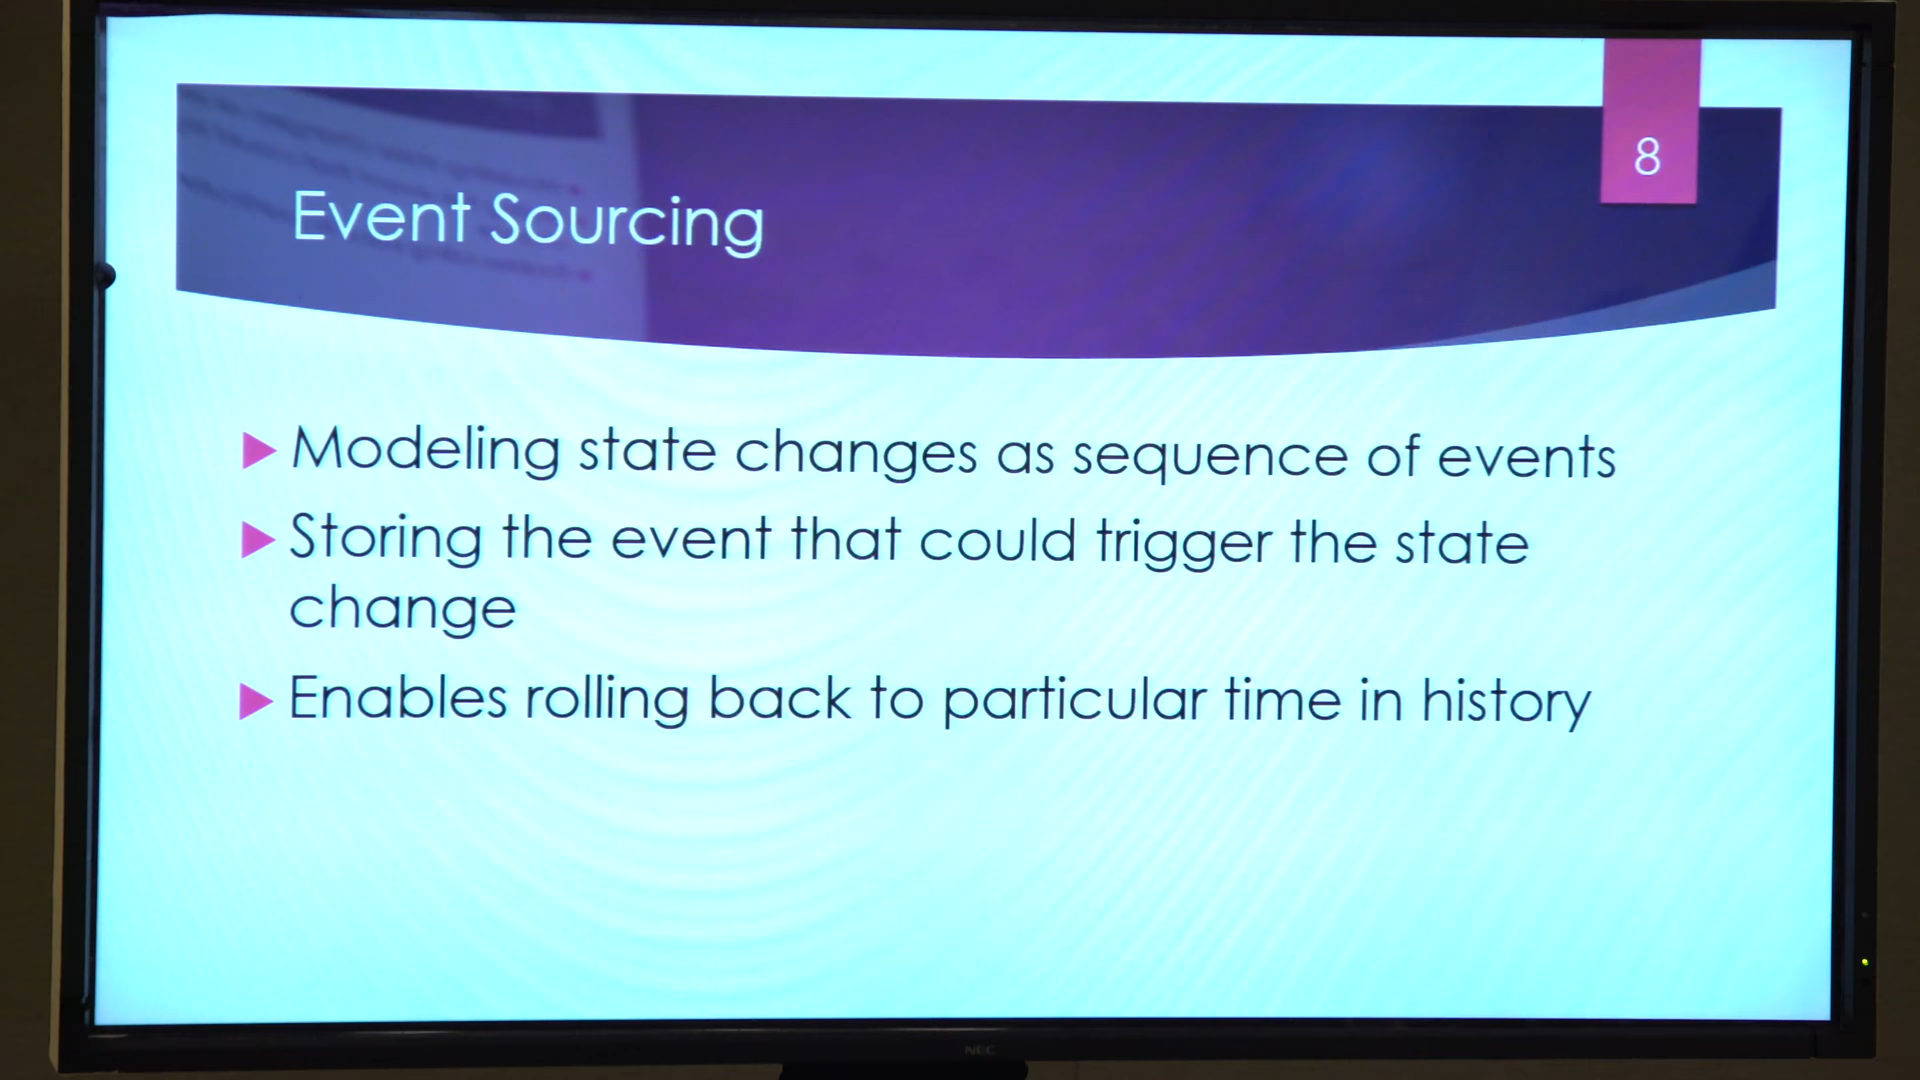 8
Event Sourcing
Modeling state changes as sequence of events
Storing the event that could trigger the state
change
Enables rolling back to particular time in history
NEC